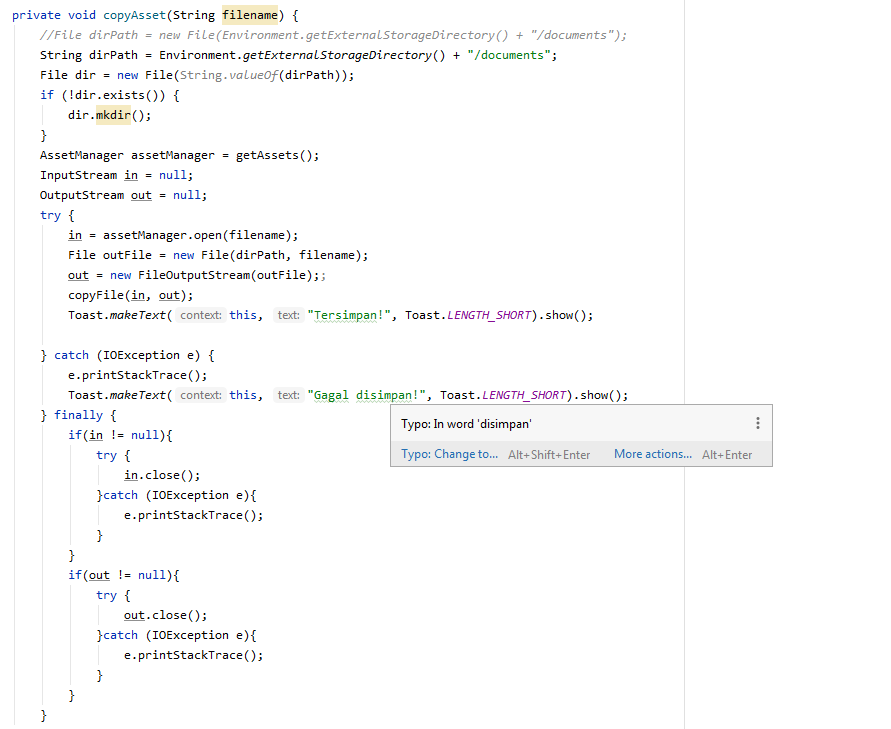 private void copyAsset(String filename) {
//File dirPath = new File(Environment.getExternalStorageDirectory() + "/documents");
String dirPath = Environment.getExternalStorageDirectory() + "/documents";
File dir = new File(String.valueOf(dirPath));
if (!dir.exists()) {
dir.mkdir();
}
AssetManager assetManager = getAssets();
InputStream in = null;
OutputStream out = null;
try {
in = assetManager.open(filename);
File outFile = new File(dirPath, filename);
out = new FileOutputStream(outFile);;
copyFile(in, out);
Toast.makeText( context: this, text: "Tersimpan!", Toast.LENGTH_SHORT).show();
} catch (IOException e) {
e.printStackTrace();
Toast.makeText( context: this, text: "Gagal disimpan!", Toast.LENGTH_SHORT).show();
} finally {
Typo: In word 'disimpan'
if(in != null){
try {
Typo: Change to... Alt+Shift+Enter More actions... Alt+Enter
in.close();
}catch (IOException e){
e.printStackTrace();
}
}
if(out != null){
try {
out.close();
}catch (IOException e){
e.printStackTrace();
}
}
}